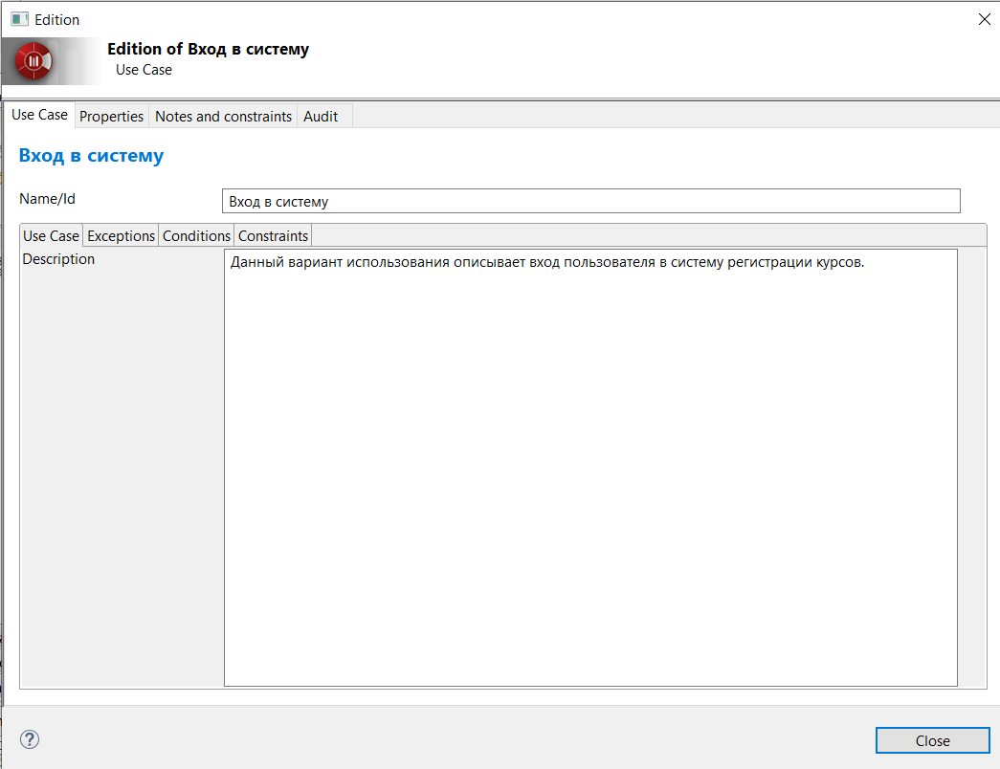 Edition
Edition of Вход в систему
Use Case
Use Case Properties Notes and constraints Audit
Вход в систему
Name/Id Вход в систему
Use Case Exceptions Conditions Constraints
Description Данный вариант использования описывает вход пользователя в систему регистрации курсов.
? Close